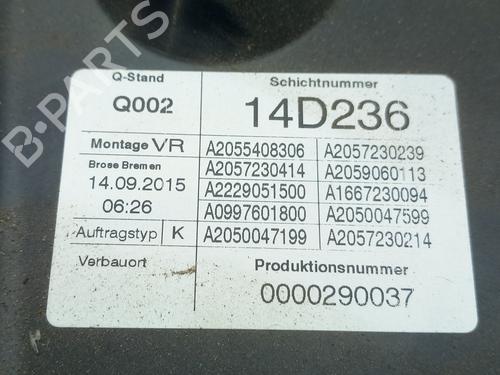 B-PARTS
Q-Stand
Q002
Schichtnummer
14D236
Montage VR
Brose Bremen
14.09.2015
06:26
A2055408306 A2057230239
A2057230414 A2059060113
A2229051500 A1667230094
A0997601800 A2050047599
A2050047199 A2057230214
Auftragstyp K
Verbauort
Produktionsnummer
0000290037